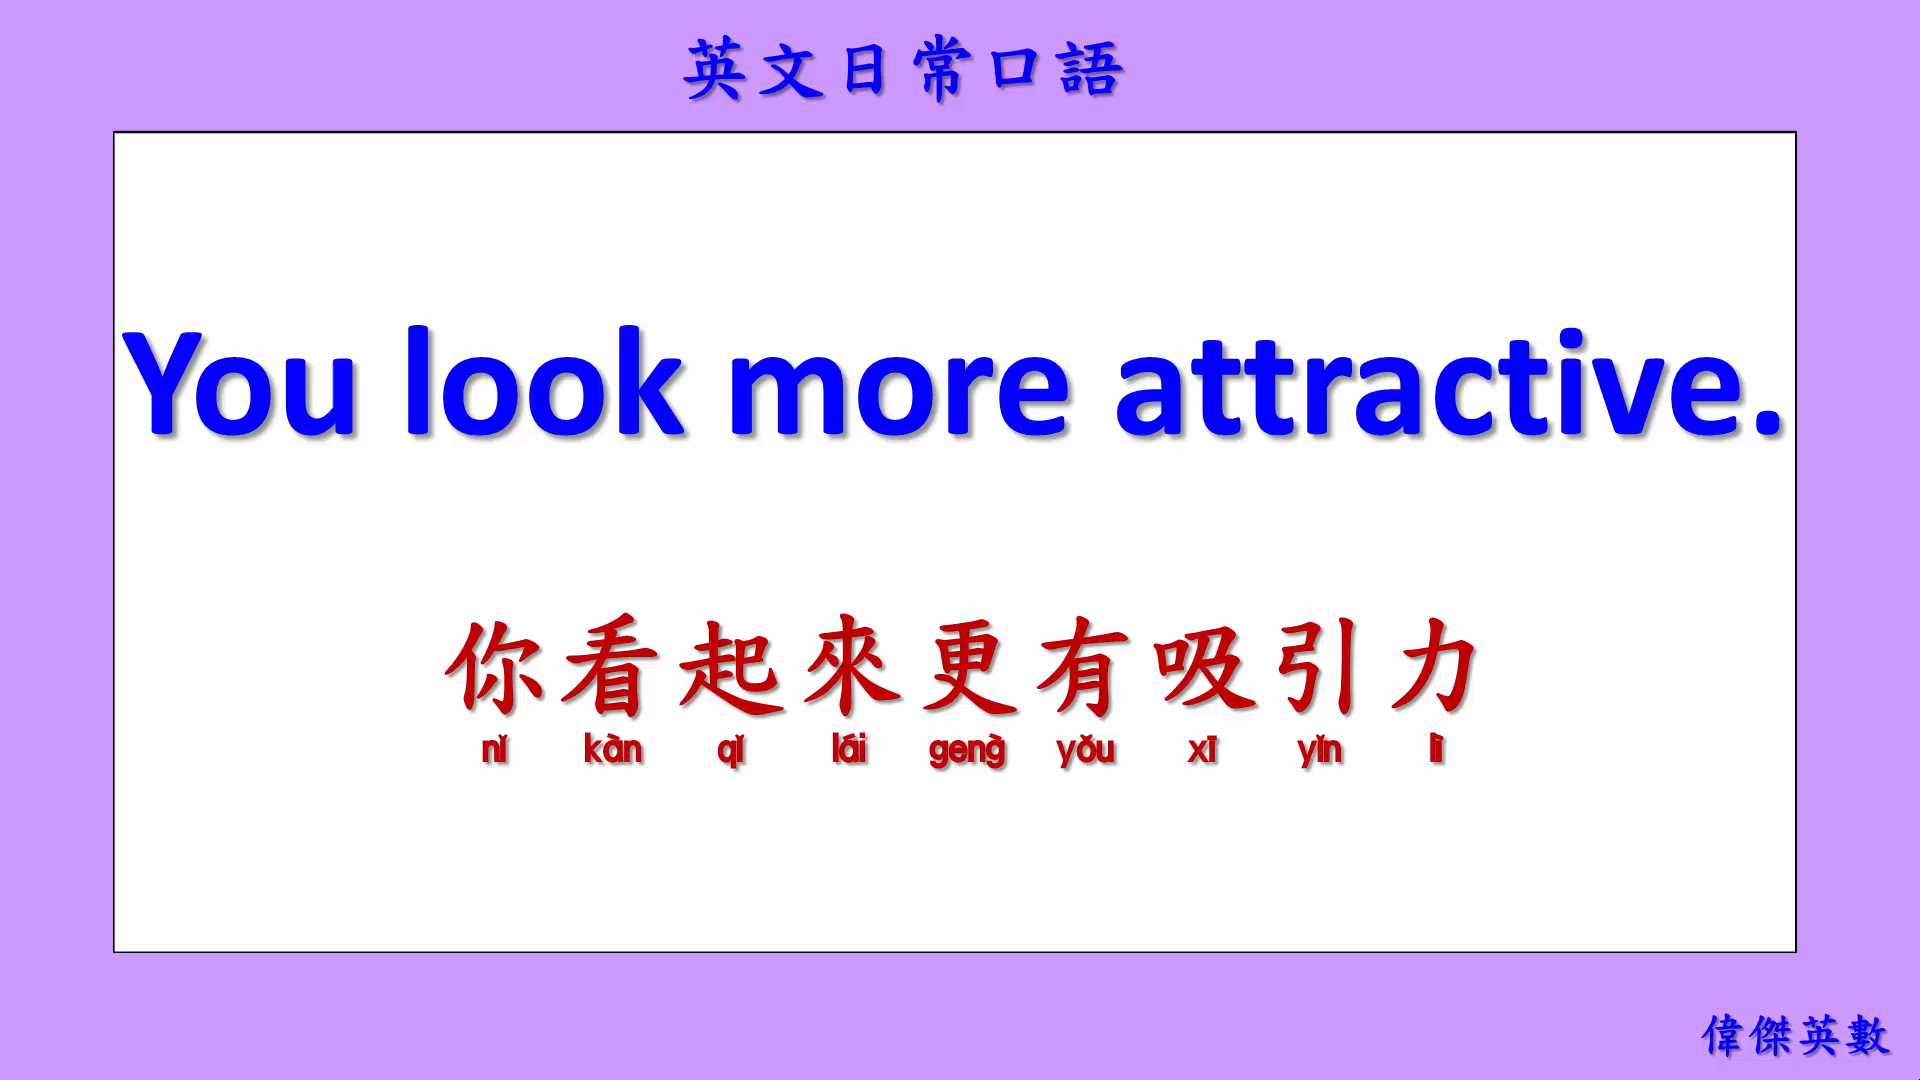 英文日常口語
You look more attractive.
你看起來更有吸引力
nǐ kàn qǐ lái geng̀ yǒu xī yǐn lì
偉傑英數